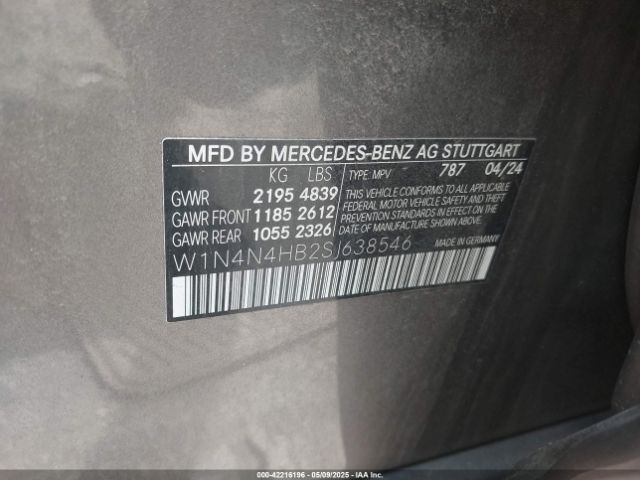 MFD BY MERCEDES-BENZ AG STUTTGART
KG LBS TYPE: MPV 787 04/24
GVWR 2195 4839
GAWR FRONT 1185 2612
GAWR REAR 1055 2326
THIS VEHICLE CONFORMS TO ALL APPLICABLE
FEDERAL MOTOR VEHICLE SAFETY AND THEFT
PREVENTION STANDARDS IN EFFECT ON THE
DATE OF MANUFACTURE SHOWN ABOVE.
W1N4N4HB2SJ638546 MADE IN GERMANY
000-42216196 - 05/09/2025 - IAA Inc.